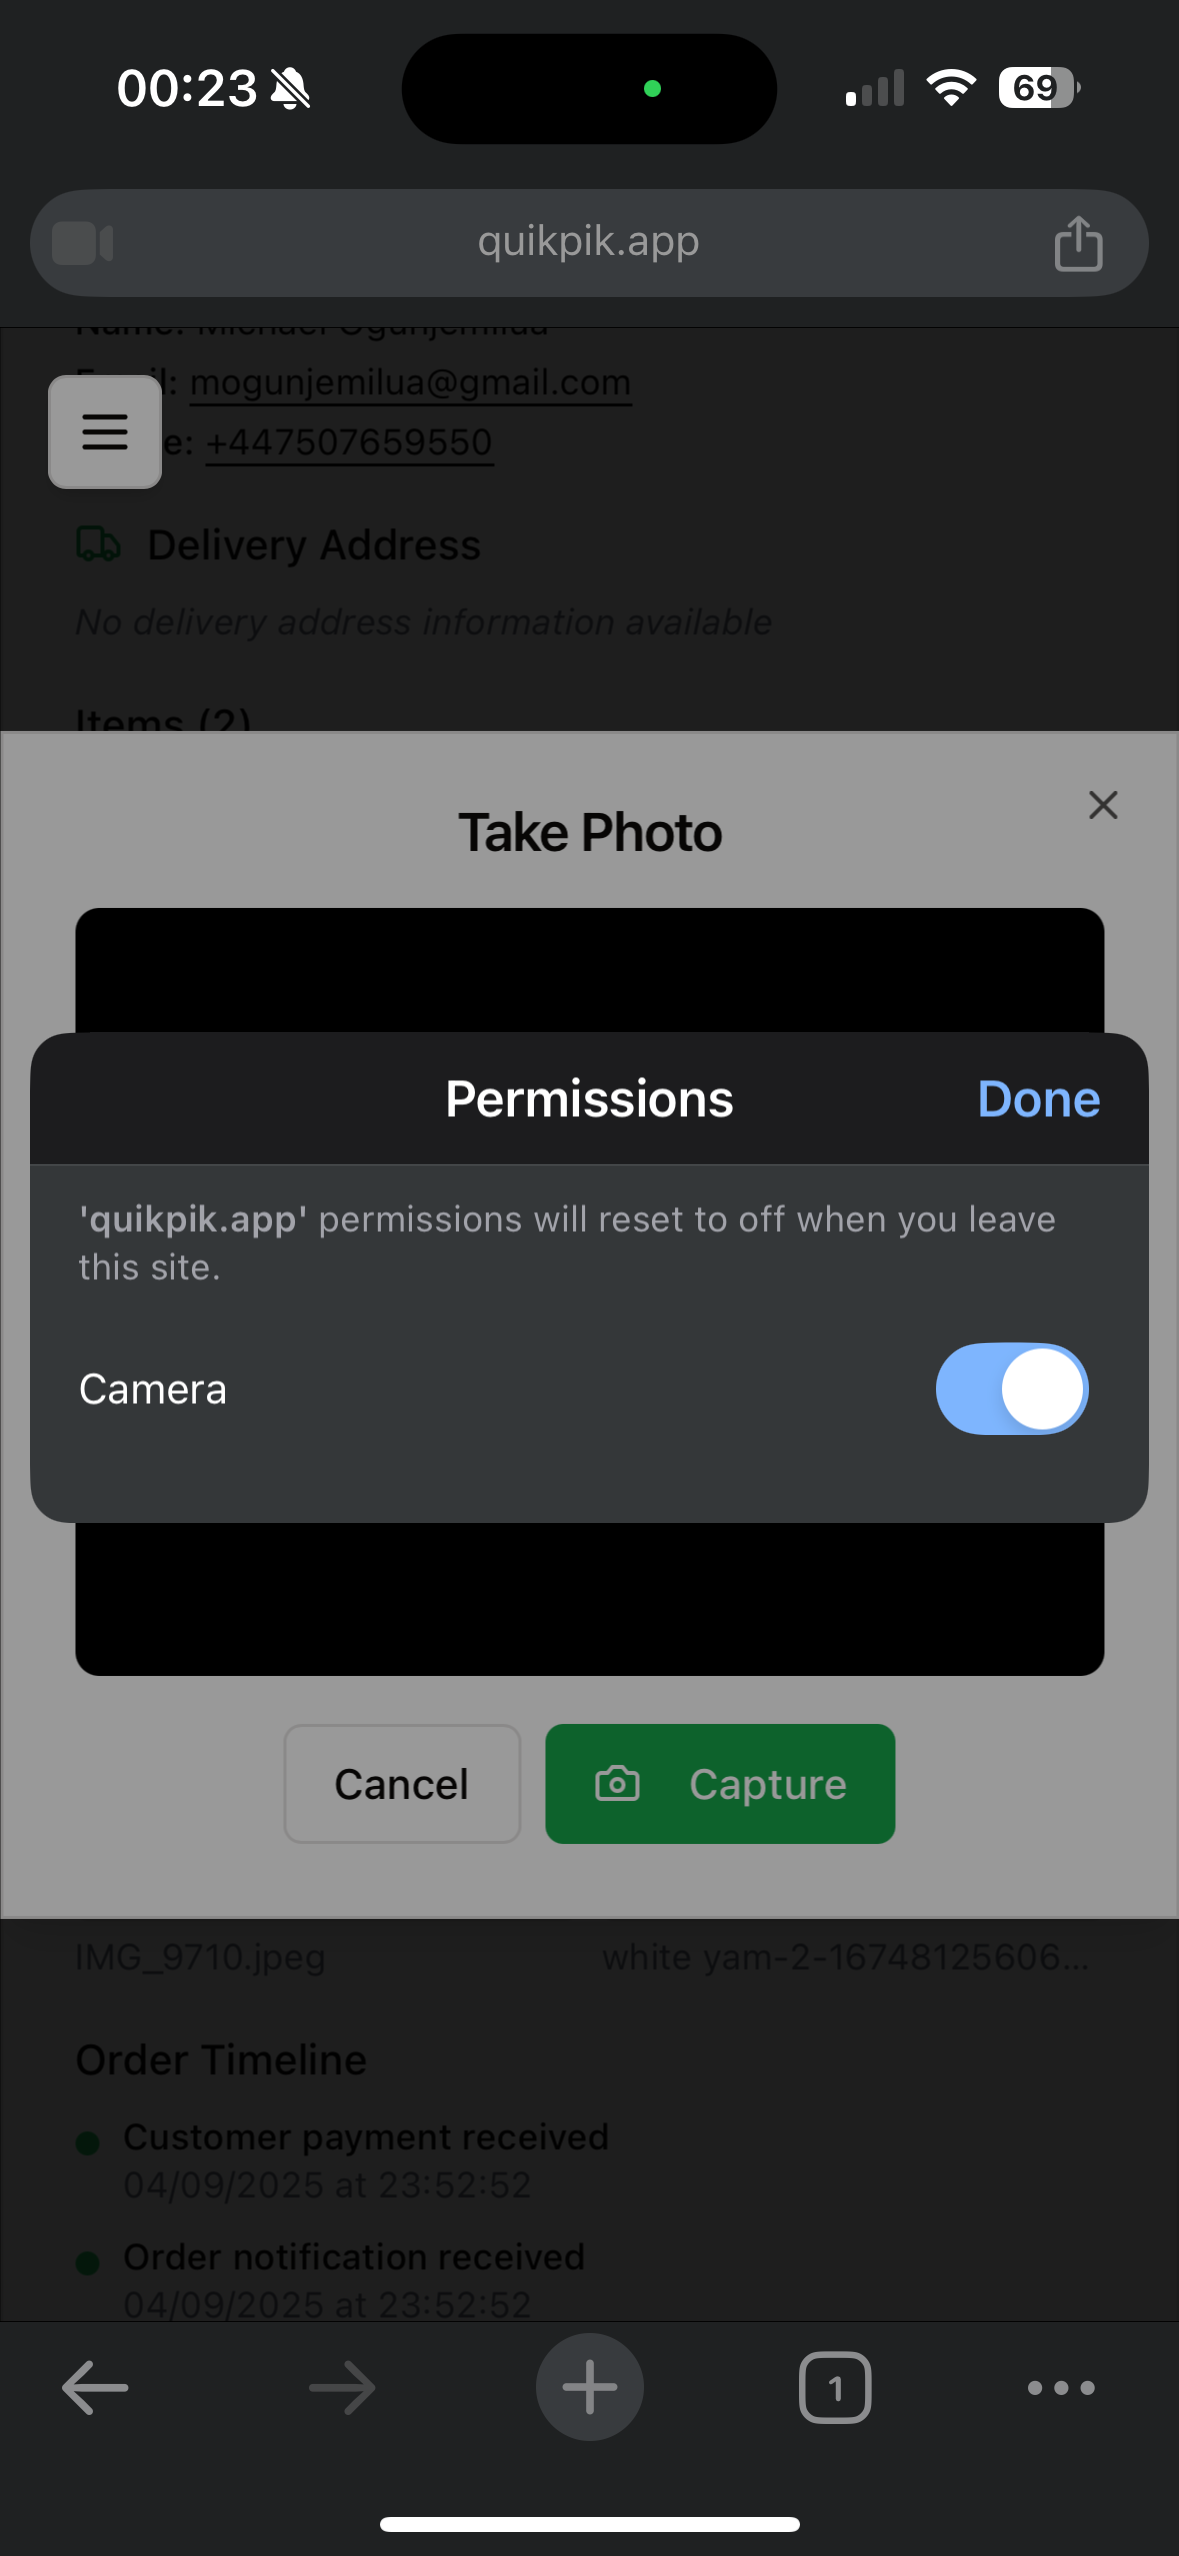 00:23
69
quikpik.app
Name: Michael Ogunjemilua
mogunjemilua@gmail.com
+447507659550
Delivery Address
No delivery address information available
Items (2)
Take Photo
Permissions
Done
'quikpik.app' permissions will reset to off when you leave
this site.
Camera
Cancel
Capture
IMG_9710.jpeg
white yam-2-16748125606...
Order Timeline
Customer payment received
04/09/2025 at 23:52:52
Order notification received
04/09/2025 at 23:52:52
1